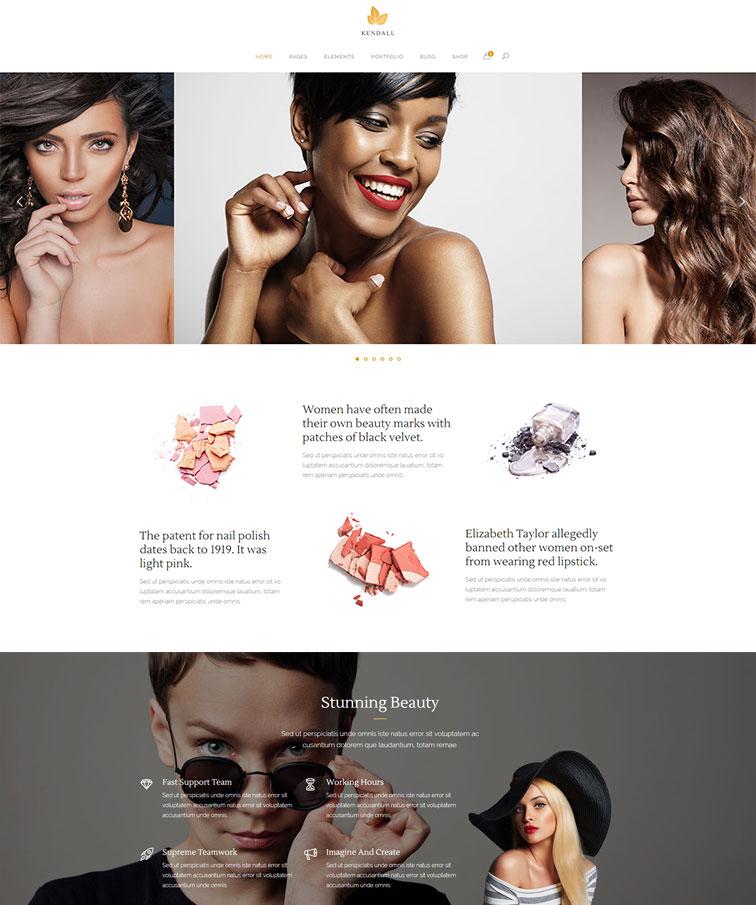 KENDALL
HOME PAGES ELEMENTS PORTFOLIO BLOG SHOP
Women have often made
their own beauty marks with
patches of black velvet.
Sed ut perspiciatis unde omnis iste natus error sit vo
luptatem accusantium doloremque lauatium, totam
rem aperiam perspiciatis unde omnis.
The patent for nail polish
dates back to 1919. It was
light pink.
Sed ut perspiciatis unde omnis iste natus error sit vo
luptatem accusantium doloremque lauatium, totam
rem aperiam perspiciatis unde omnis
Elizabeth Taylor allegedly
banned other women on-set
from wearing red lipstick.
Sed ut perspiciatis unde omnis iste natus error sit vo
luptatem accusantium doloremque lauatium, totam
rem aperiam perspiciatis unde omnis
Stunning Beauty
Sed ut perspiciatis unde omnis iste natus error sit voluptatem ac
cusantium dolorem que laudantium, totam remae.
Fast Support Team
Sed ut perspiciatis unde omnis iste natus error sit
voluptatem accusantium natus error sit voluptatem
accusantium.
Working Hours
Sed ut perspiciatis unde omnis iste natus error sit
voluptatem accusantium natus error sit voluptatem
accusantium.
Supreme Teamwork
Sed ut perspiciatis unde omnis iste natus error sit
voluptatem accusantium natus error sit voluptatem
accusantium omnis
Imagine And Create
Sed ut perspiciatis unde omnis iste natus error sit
voluptatem accusantium natus error sit voluptatem
accusantium omnis